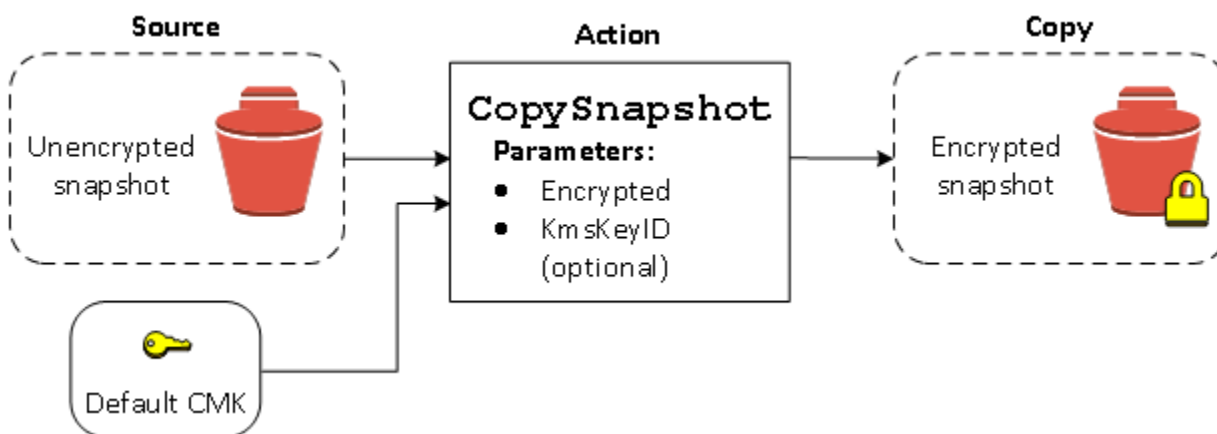 Source
Action
Copy
Unencrypted
snapshot
CopySnapshot
Parameters:
● Encrypted
● KmsKeyID
(optional)
Encrypted
snapshot
Default CMK